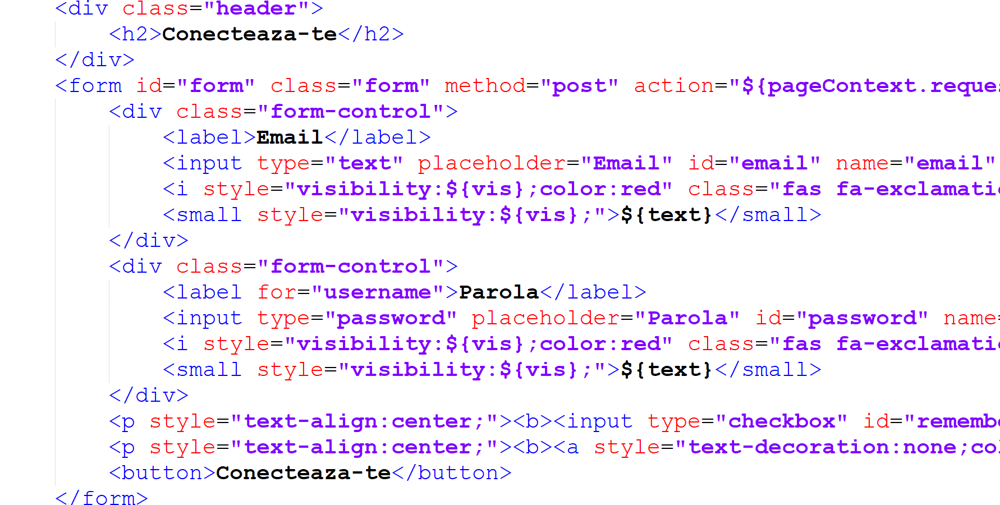 <div class="header">
<h2>Conecteaza-te</h2>
</div>
<form id="form" class="form" method="post" action="${pageContext.reques
<div class="form-control">
<label>Email</label>
<input type="text" placeholder="Email" id="email" name="email"
<i style="visibility:${vis};color:red" class="fas fa-exclamatio
<small style="visibility:${vis};">${text}</small>
</div>
<div class="form-control">
<label for="username">Parola</label>
<input type="password" placeholder="Parola" id="password" name=
<i style="visibility:${vis};color:red" class="fas fa-exclamatio
<small style="visibility:${vis};">${text}</small>
</div>
<p style="text-align:center;"><b><input type="checkbox" id="remembe
<p style="text-align:center;"><b><a style="text-decoration:none;col
<button>Conecteaza-te</button>
</form>